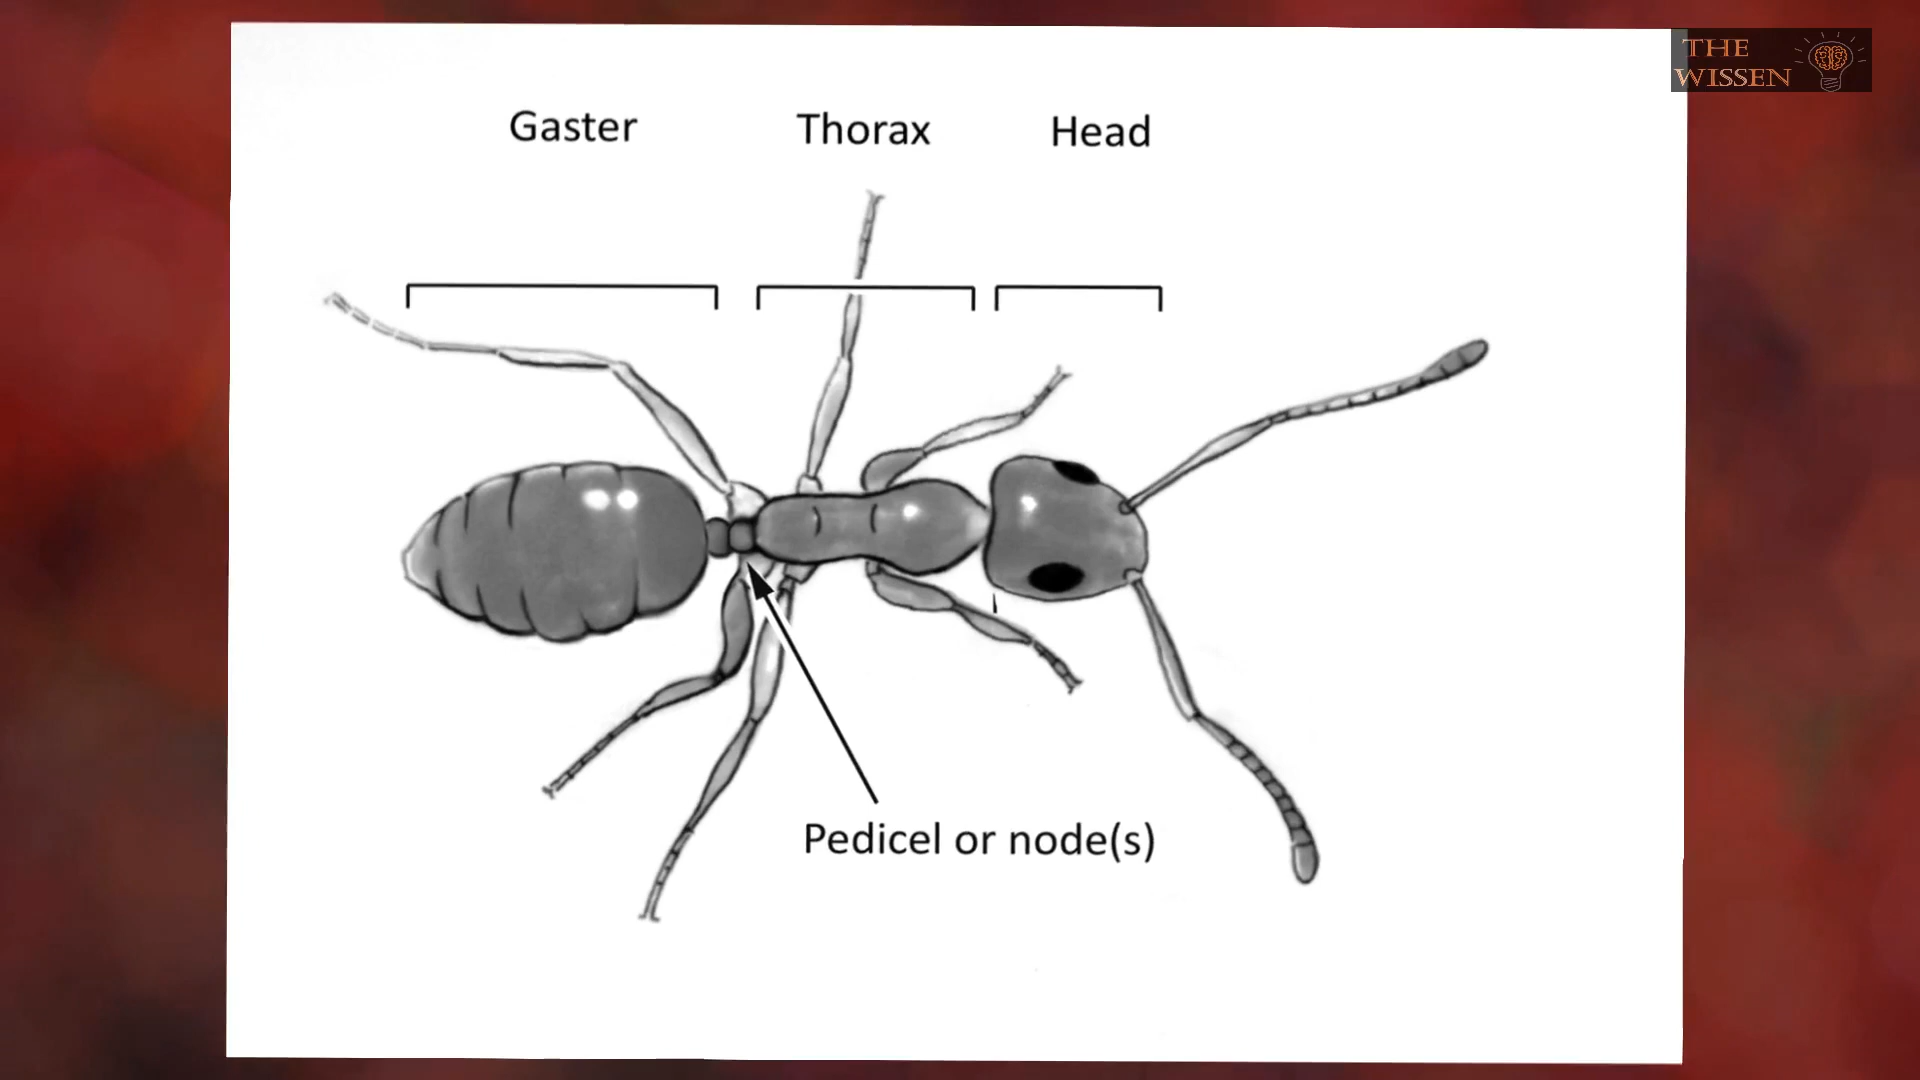 Gaster
Thorax
Head
Pedicel or node(s)
THE
WISSEN